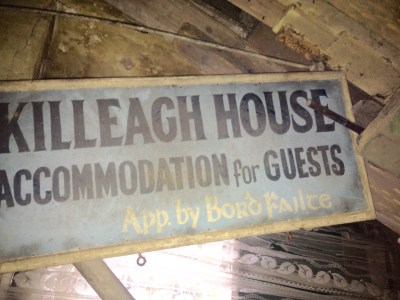 KILLEAGH HOUSE
ACCOMMODATION for GUESTS
App. by Bord Failte